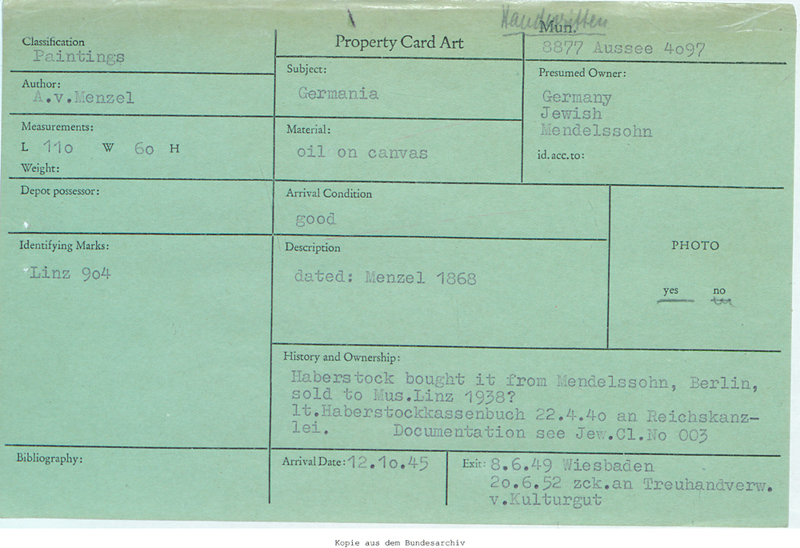 Handwritten
Classification
Paintings
Property Card Art
Mun.
8877 Aussee 4o97
Author:
A.v.Menzel
Subject:
Germania
Presumed Owner:
Germany
Jewish
Mendelssohn
id. acc. to:
Measurements:
L 11o W 6o H
Weight:
Material:
oil on canvas
Depot possessor:
Arrival Condition
good
PHOTO
yes no
Identifying Marks:
Linz 9o4
Description
dated: Menzel 1868
History and Ownership:
Haberstock bought it from Mendelssohn, Berlin,
sold to Mus.Linz 1938?
lt.Haberstockkassenbuch 22.4.4o an Reichskanz-
lei. Documentation see Jew.Cl.No oo3
Bibliography:
Arrival Date: 12.1o.45
Exit: 8.6.49 Wiesbaden
2o.6.52 zck.an Treuhandverw.
v.Kulturgut
Kopie aus dem Bundesarchiv